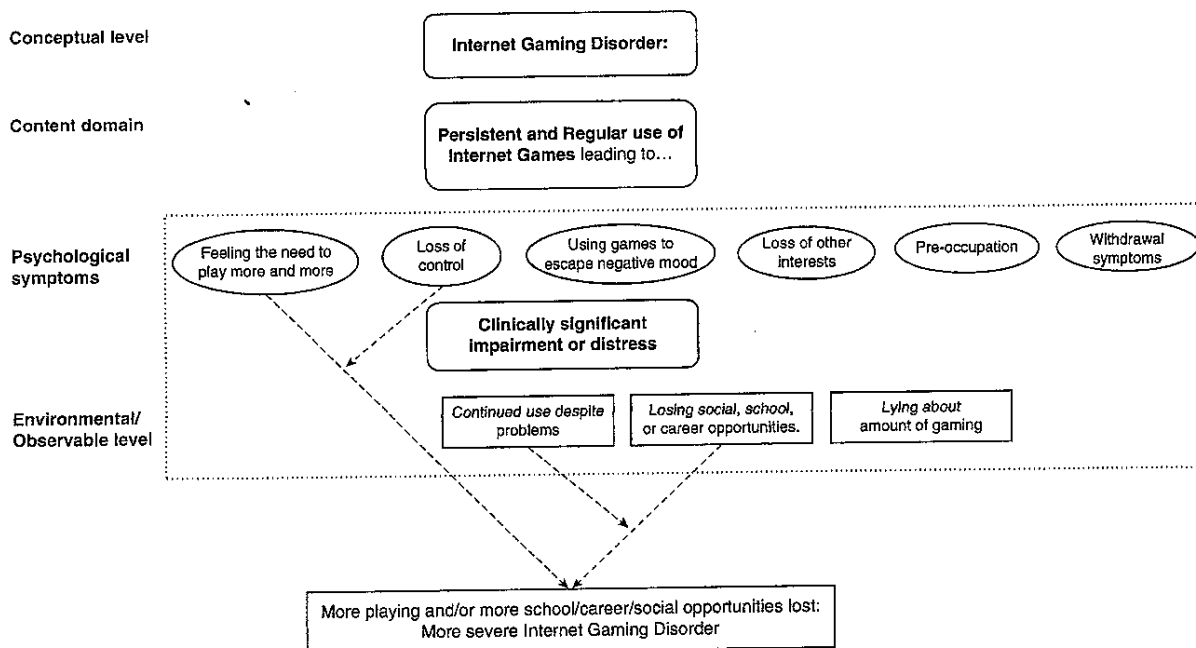 Conceptual level
Internet Gaming Disorder:
Content domain
Persistent and Regular use of
Internet Games leading to...
Psychological
symptoms
Feeling the need to
play more and more
Loss of
control
Using games to
escape negative mood
Loss of other
interests
Pre-occupation
Withdrawal
symptoms
Clinically significant
impairment or distress
Environmental/
Observable level
Continued use despite
problems
Losing social, school,
or career opportunities.
Lying about
amount of gaming
More playing and/or more school/career/social opportunities lost:
More severe Internet Gaming Disorder